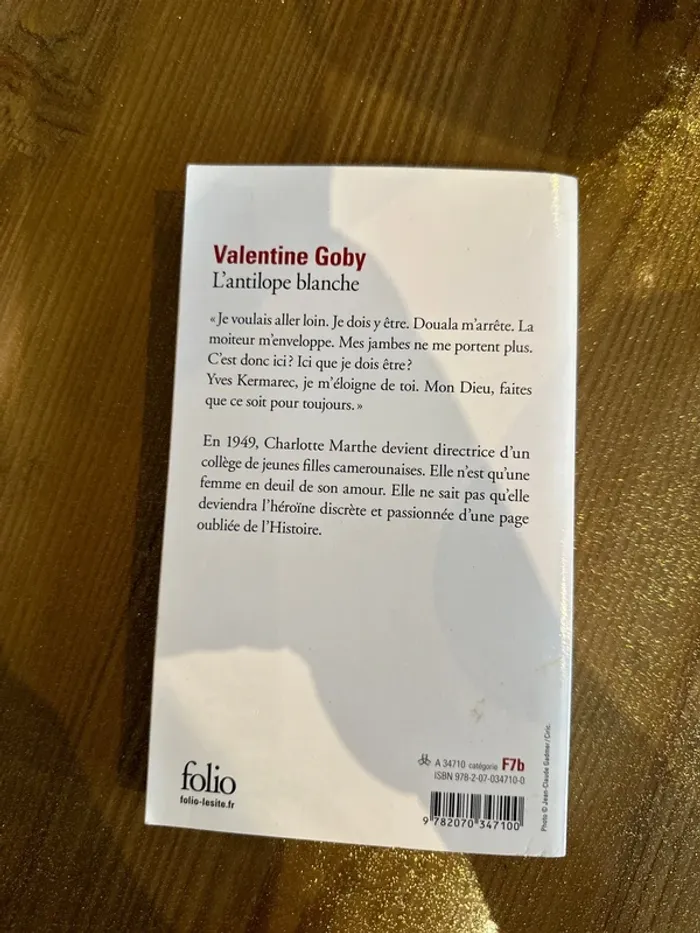 Valentine Goby
L'antilope blanche
« Je voulais aller loin. Je dois y être. Douala m'arrête. La
moiteur m'enveloppe. Mes jambes ne me portent plus.
C'est donc ici ? Ici que je dois être ?
Yves Kermarec, je m'éloigne de toi. Mon Dieu, faites
que ce soit pour toujours. »
En 1949, Charlotte Marthe devient directrice d'un
collège de jeunes filles camerounaises. Elle n'est qu'une
femme en deuil de son amour. Elle ne sait pas qu'elle
deviendra l'héroïne discrète et passionnée d'une page
oubliée de l'Histoire.
folio
folio-lesite.fr
A 34710 catégorie F7b
ISBN 978-2-07-034710-0
9 782070 347100
Photo © Jean-Claude Gadmer / Ciric.